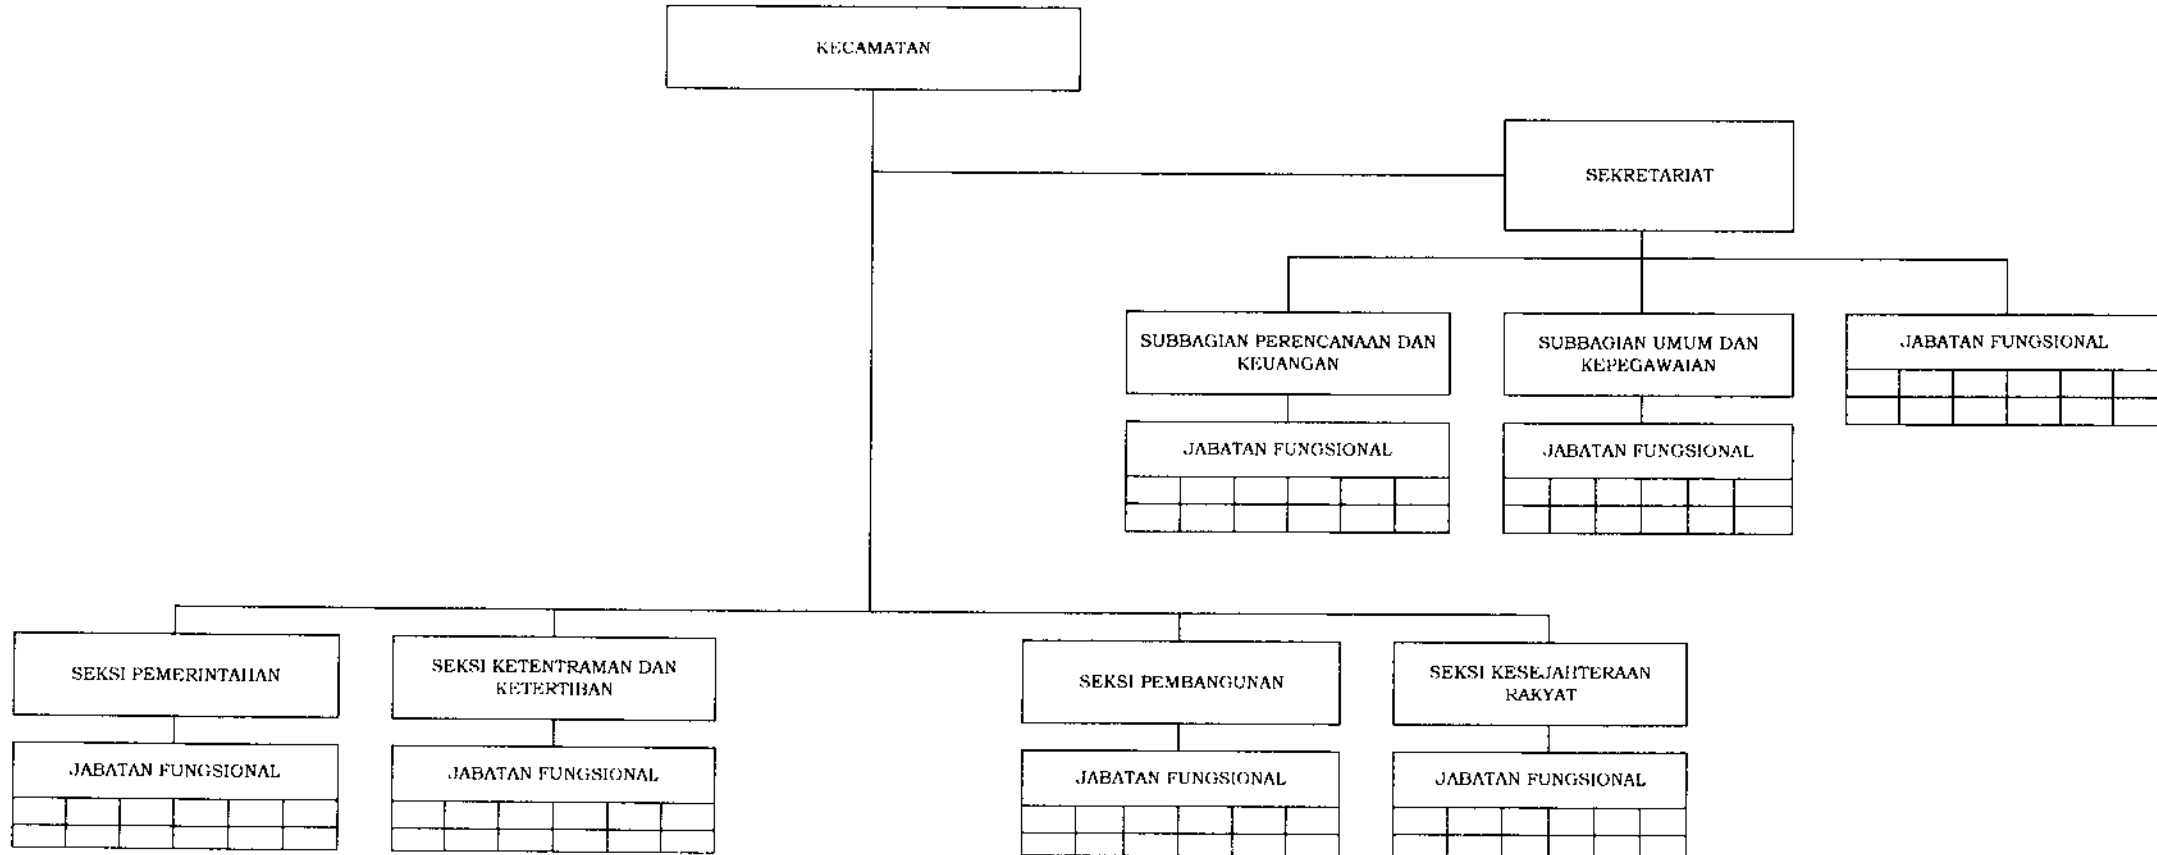 KECAMATAN
SEKRETARIAT
SUBBAGIAN PERENCANAAN DAN
KEUANGAN
SUBBAGIAN UMUM DAN
KEPEGAWAIAN
JABATAN FUNGSIONAL
JABATAN FUNGSIONAL
JABATAN FUNGSIONAL
SEKSI PEMERINTAHAN
SEKSI KETENTRAMAN DAN
KETERTIBAN
SEKSI PEMBANGUNAN
SEKSI KESEJAHTERAAN
RAKYAT
JABATAN FUNGSIONAL
JABATAN FUNGSIONAL
JABATAN FUNGSIONAL
JABATAN FUNGSIONAL